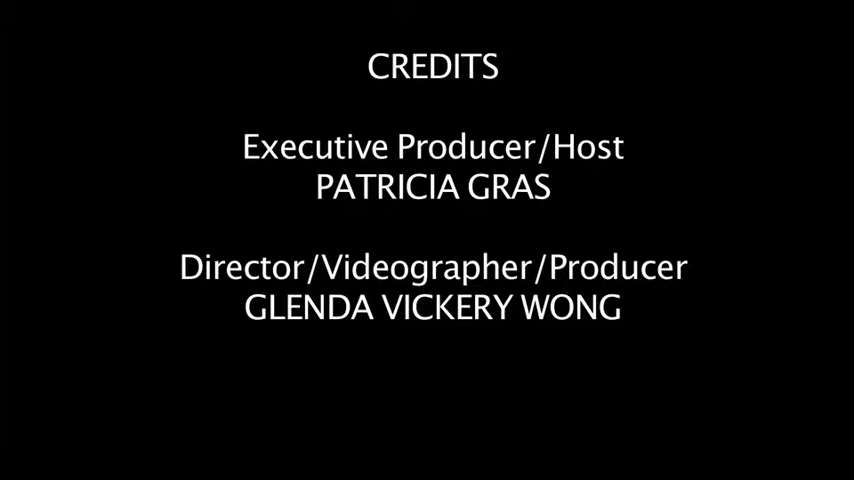 CREDITS
Executive Producer/Host
PATRICIA GRAS
Director/Videographer/Producer
GLENDA VICKERY WONG